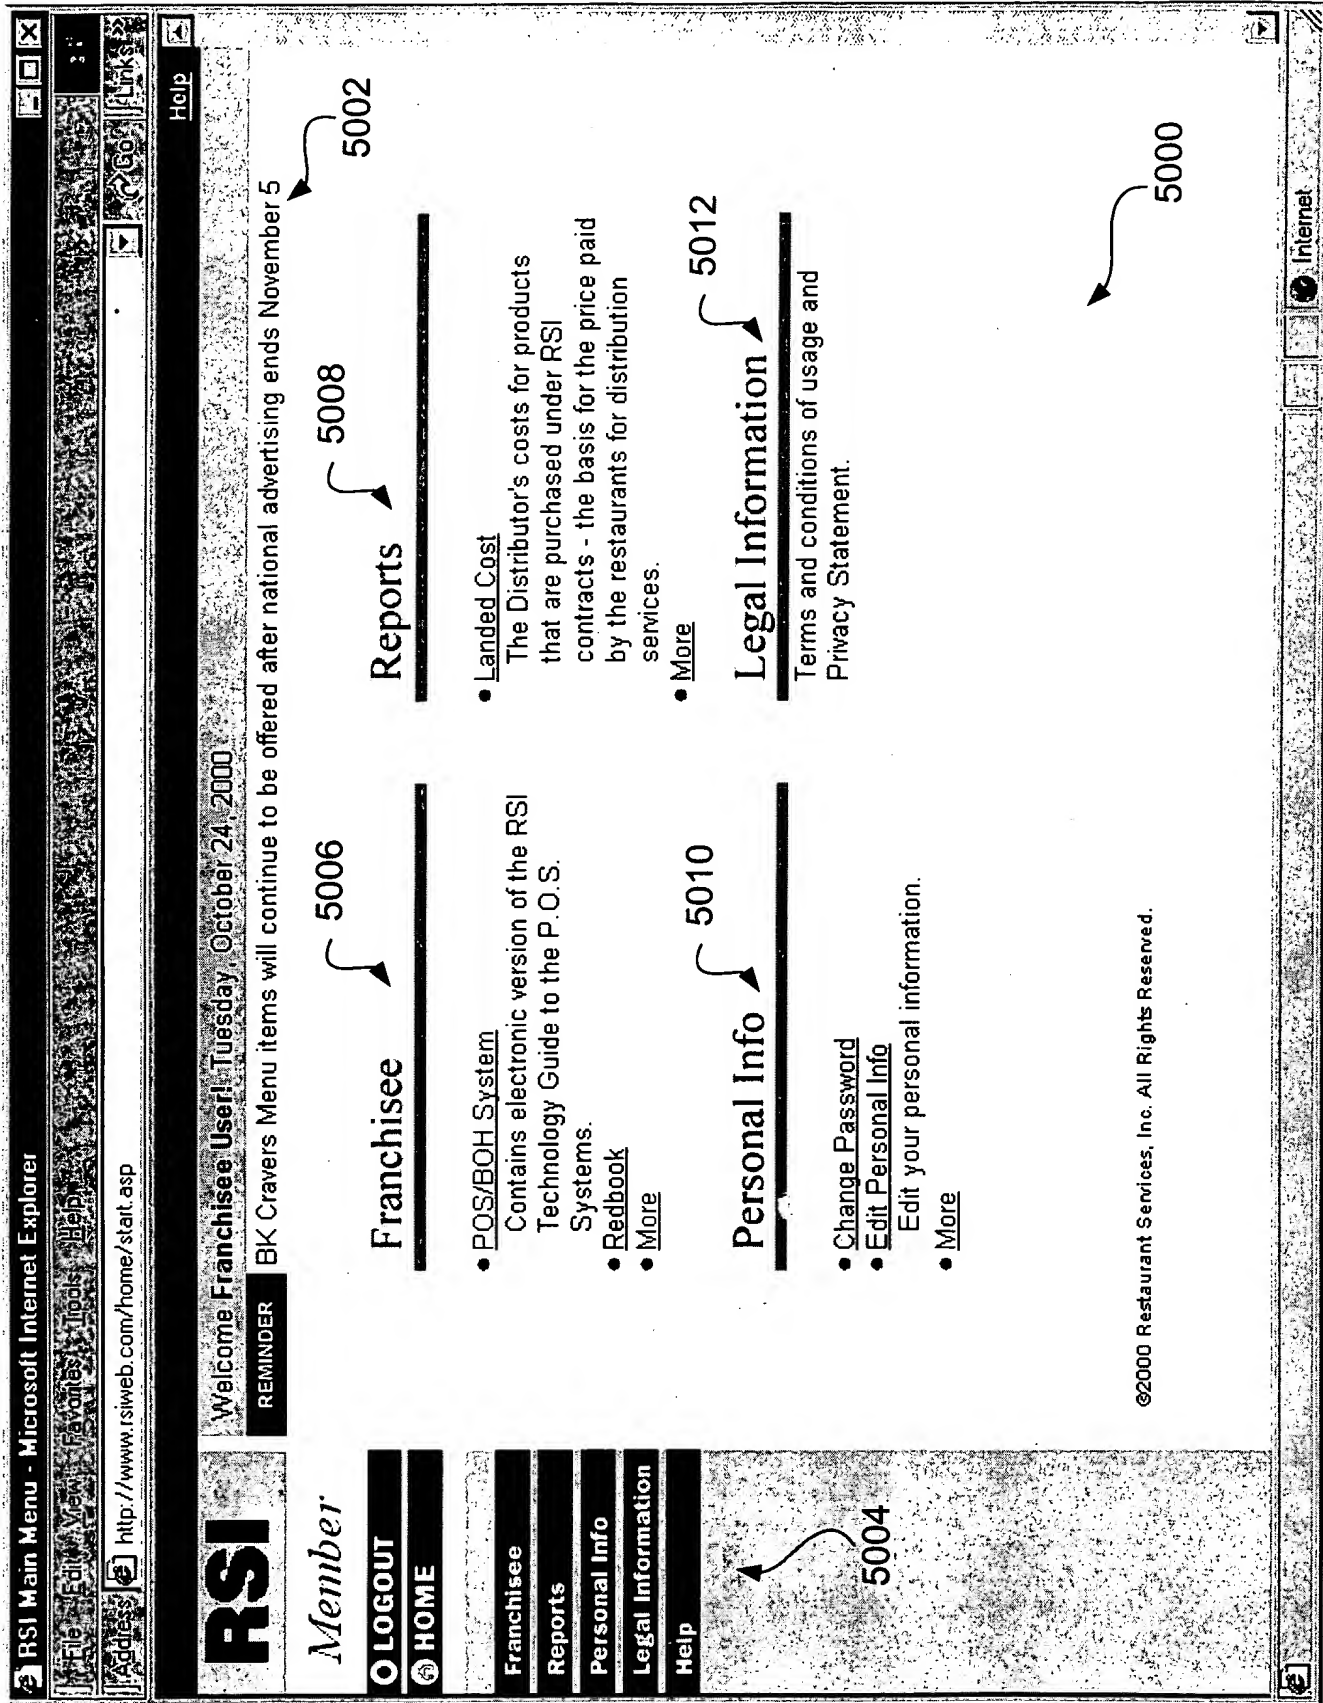 RSI Main Menu - Microsoft Internet Explorer
File Edit View Favorites Tools Help
Address http://www.rsiweb.com/home/start.asp Go Links »
Help
RSI
Welcome Franchisee User! Tuesday, October 24, 2000
REMINDER BK Cravers Menu items will continue to be offered after national advertising ends November 5
5002
Member
LOGOUT
HOME
Franchisee
Reports
Personal Info
Legal Information
Help
5004
Franchisee
5006
• POS/BOH System
Contains electronic version of the RSI
Technology Guide to the P.O.S.
Systems.
• Redbook
• More
Reports
5008
• Landed Cost
The Distributor's costs for products
that are purchased under RSI
contracts - the basis for the price paid
by the restaurants for distribution
services.
• More
Personal Info
5010
• Change Password
• Edit Personal Info
Edit your personal information.
• More
Legal Information
5012
Terms and conditions of usage and
Privacy Statement.
5000
©2000 Restaurant Services, Inc. All Rights Reserved.
Internet